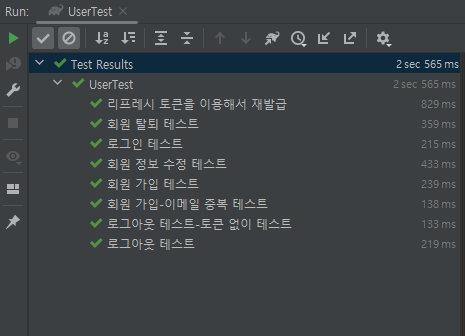 Run: UserTest
Test Results 2 sec 565 ms
UserTest 2 sec 565 ms
리프레시 토큰을 이용해서 재발급 829 ms
회원 탈퇴 테스트 359 ms
로그인 테스트 215 ms
회원 정보 수정 테스트 433 ms
회원 가입 테스트 239 ms
회원 가입-이메일 중복 테스트 138 ms
로그아웃 테스트-토큰 없이 테스트 133 ms
로그아웃 테스트 219 ms